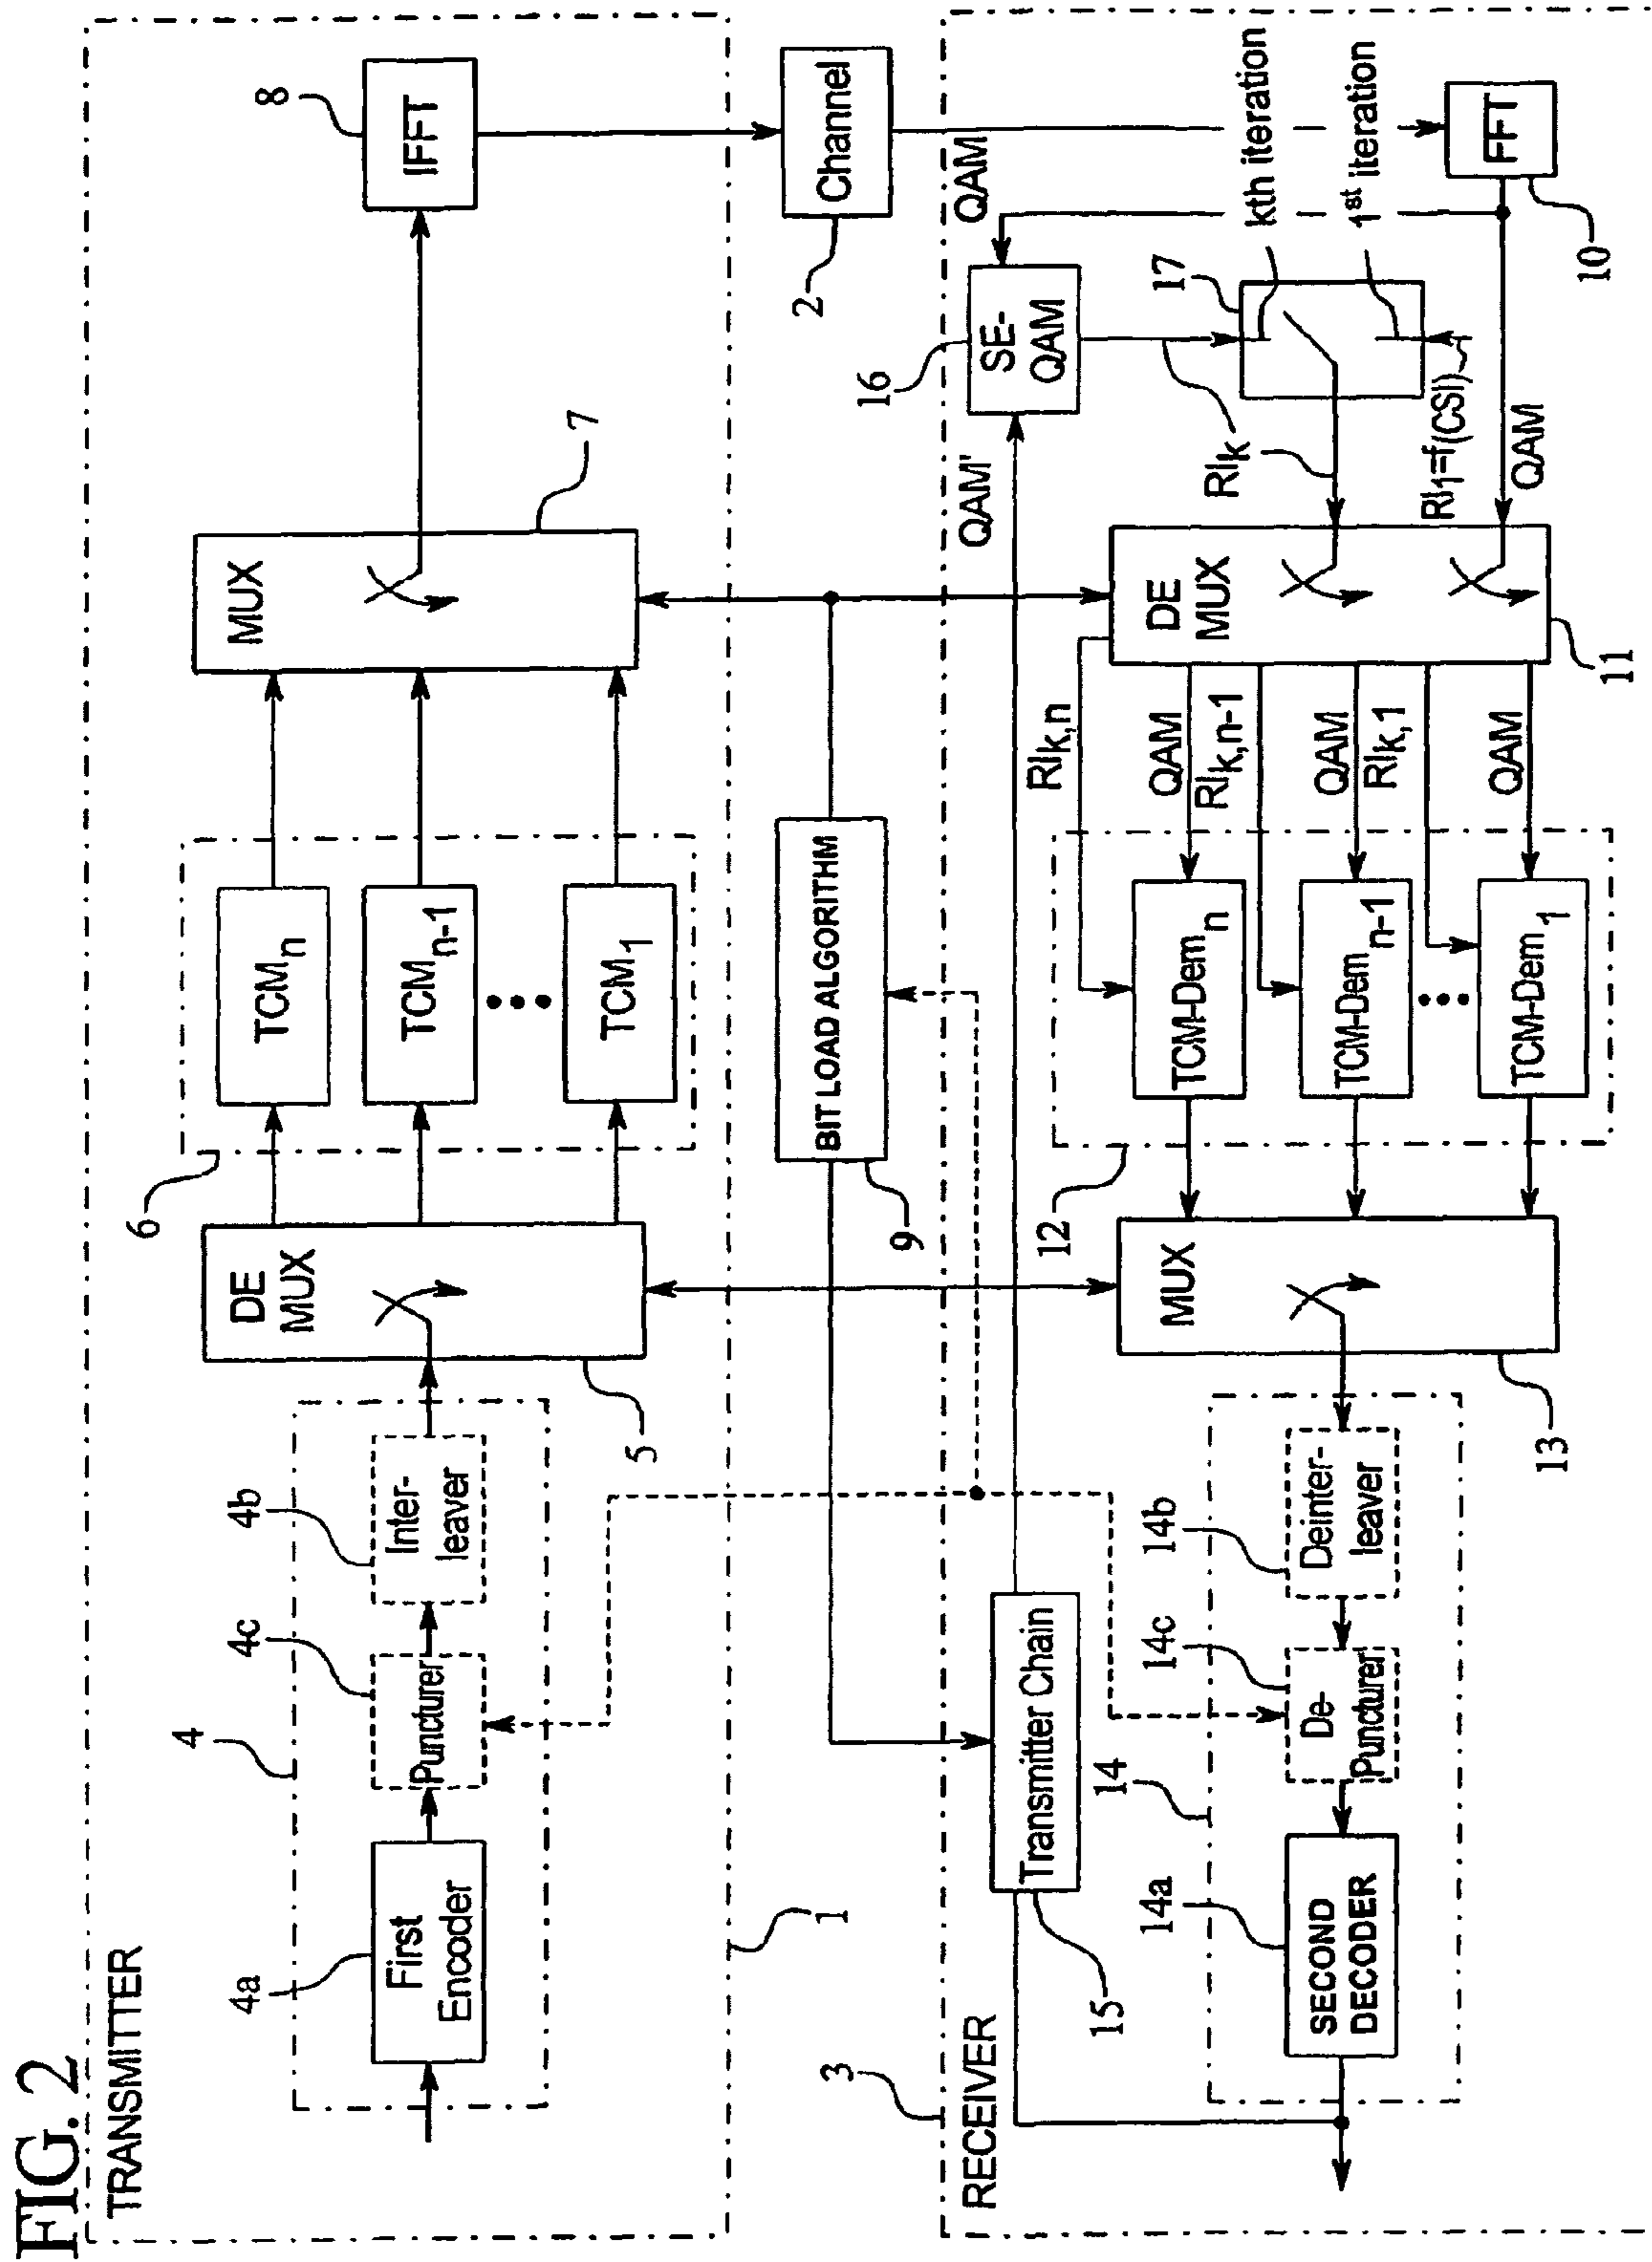 FIG. 2
TRANSMITTER
4
4a
First
Encoder
4c
Puncturer
4b
Inter-
leaver
5
DE
MUX
6
TCMn
TCMn-1
TCM1
MUX
7
8
IFFT
1
Channel
2
BIT LOAD ALGORITHM
9
3
RECEIVER
Transmitter Chain
15
QAM'
16
SE-
QAM
QAM
17
kth iteration
1st iteration
RIk
RI1=f(CSI)
QAM
FFT
10
DE
MUX
11
RIk,n
QAM
RIk,n-1
QAM
RIk,1
QAM
12
TCM-Demn
TCM-Demn-1
TCM-Dem1
MUX
13
14
14b
Deinter-
leaver
14c
De-
Puncturer
14a
SECOND
DECODER